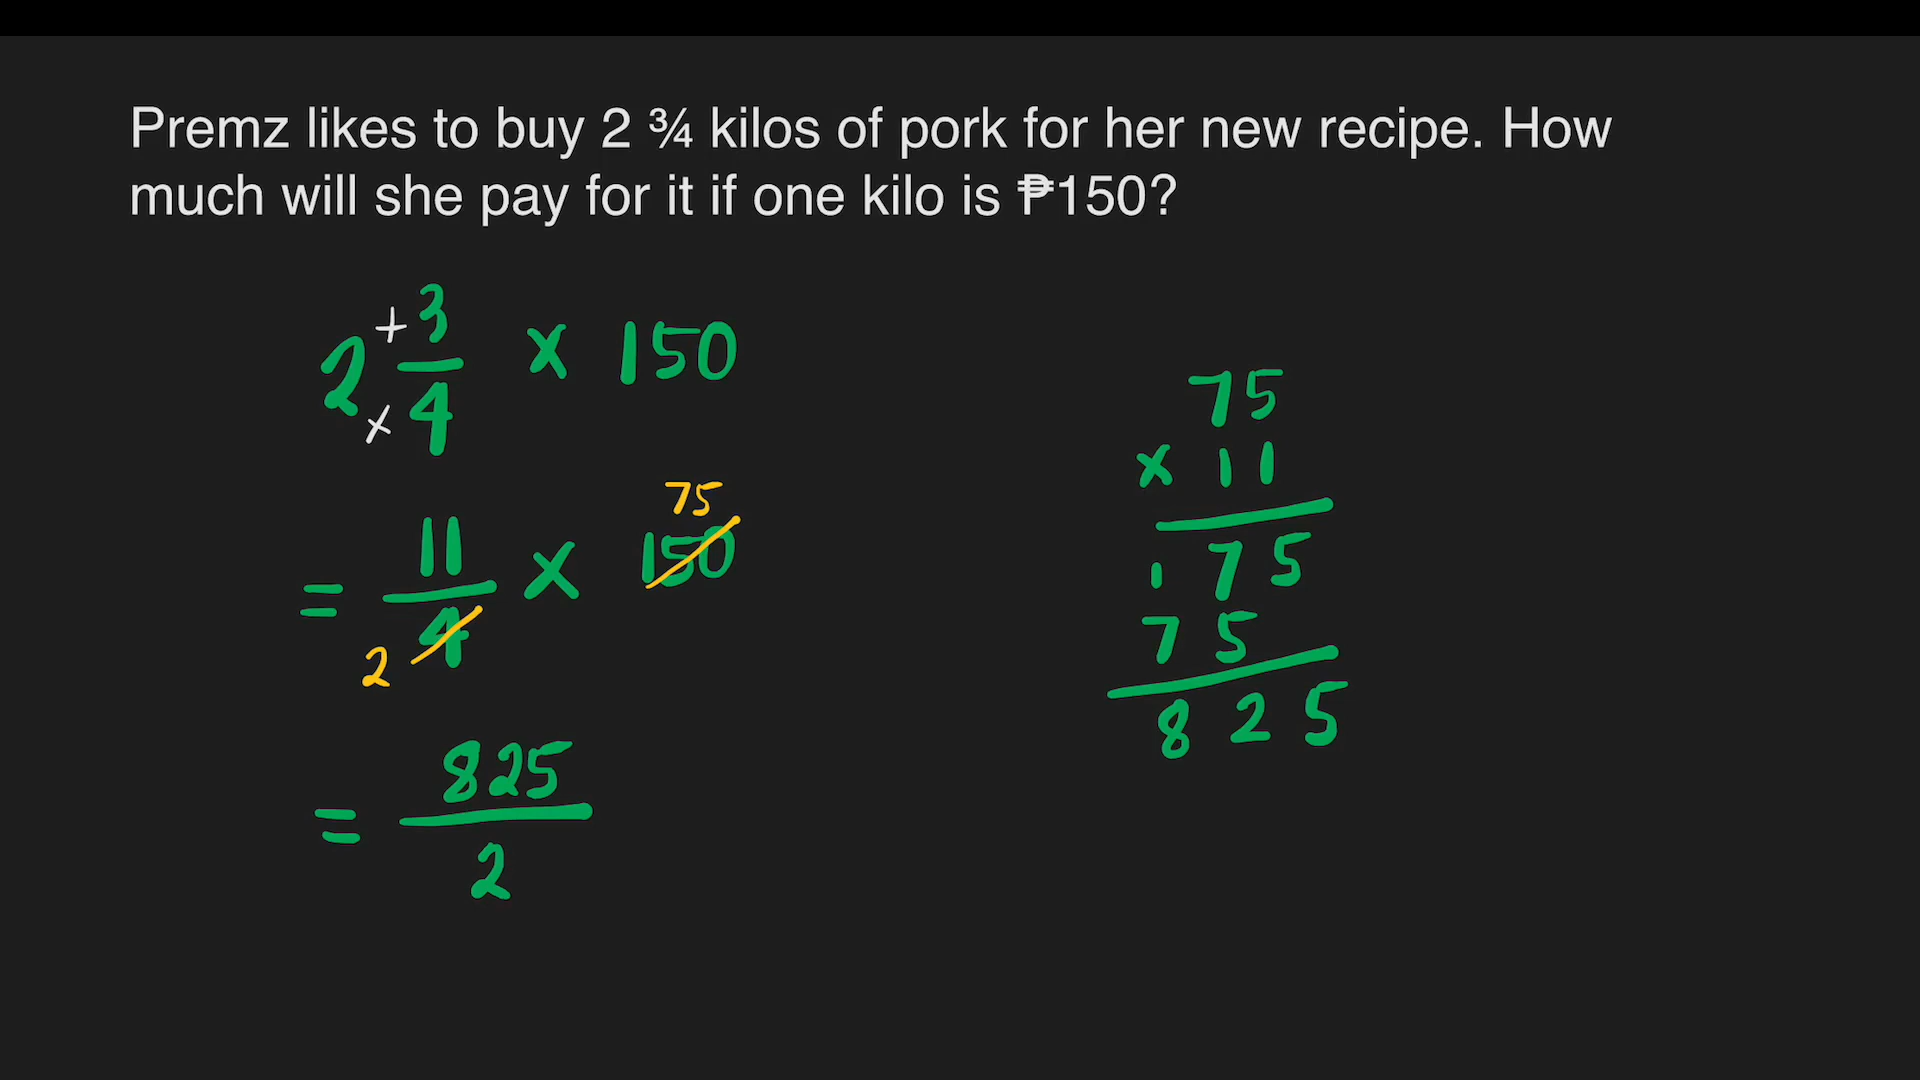 Premz likes to buy 2 ¾ kilos of pork for her new recipe. How
much will she pay for it if one kilo is ₱150?
2 + 3
× 4
× 150
75
= 11 × 150
2 4
= 825
2
75
× 11
1 75
75
825